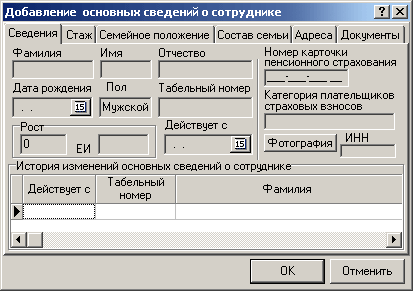 Добавление основных сведений о сотруднике
Сведения Стаж Семейное положение Состав семьи Адреса Документы
Фамилия Имя Отчество Номер карточки
пенсионного страхования
___-___-___ __
Дата рождения Пол Табельный номер
. . 15 Мужской
Категория плательщиков
страховых взносов
Рост Действует с
0 ЕИ . . 15
Фотография ИНН
История изменений основных сведений о сотруднике
Действует с Табельный
номер Фамилия
OK Отменить